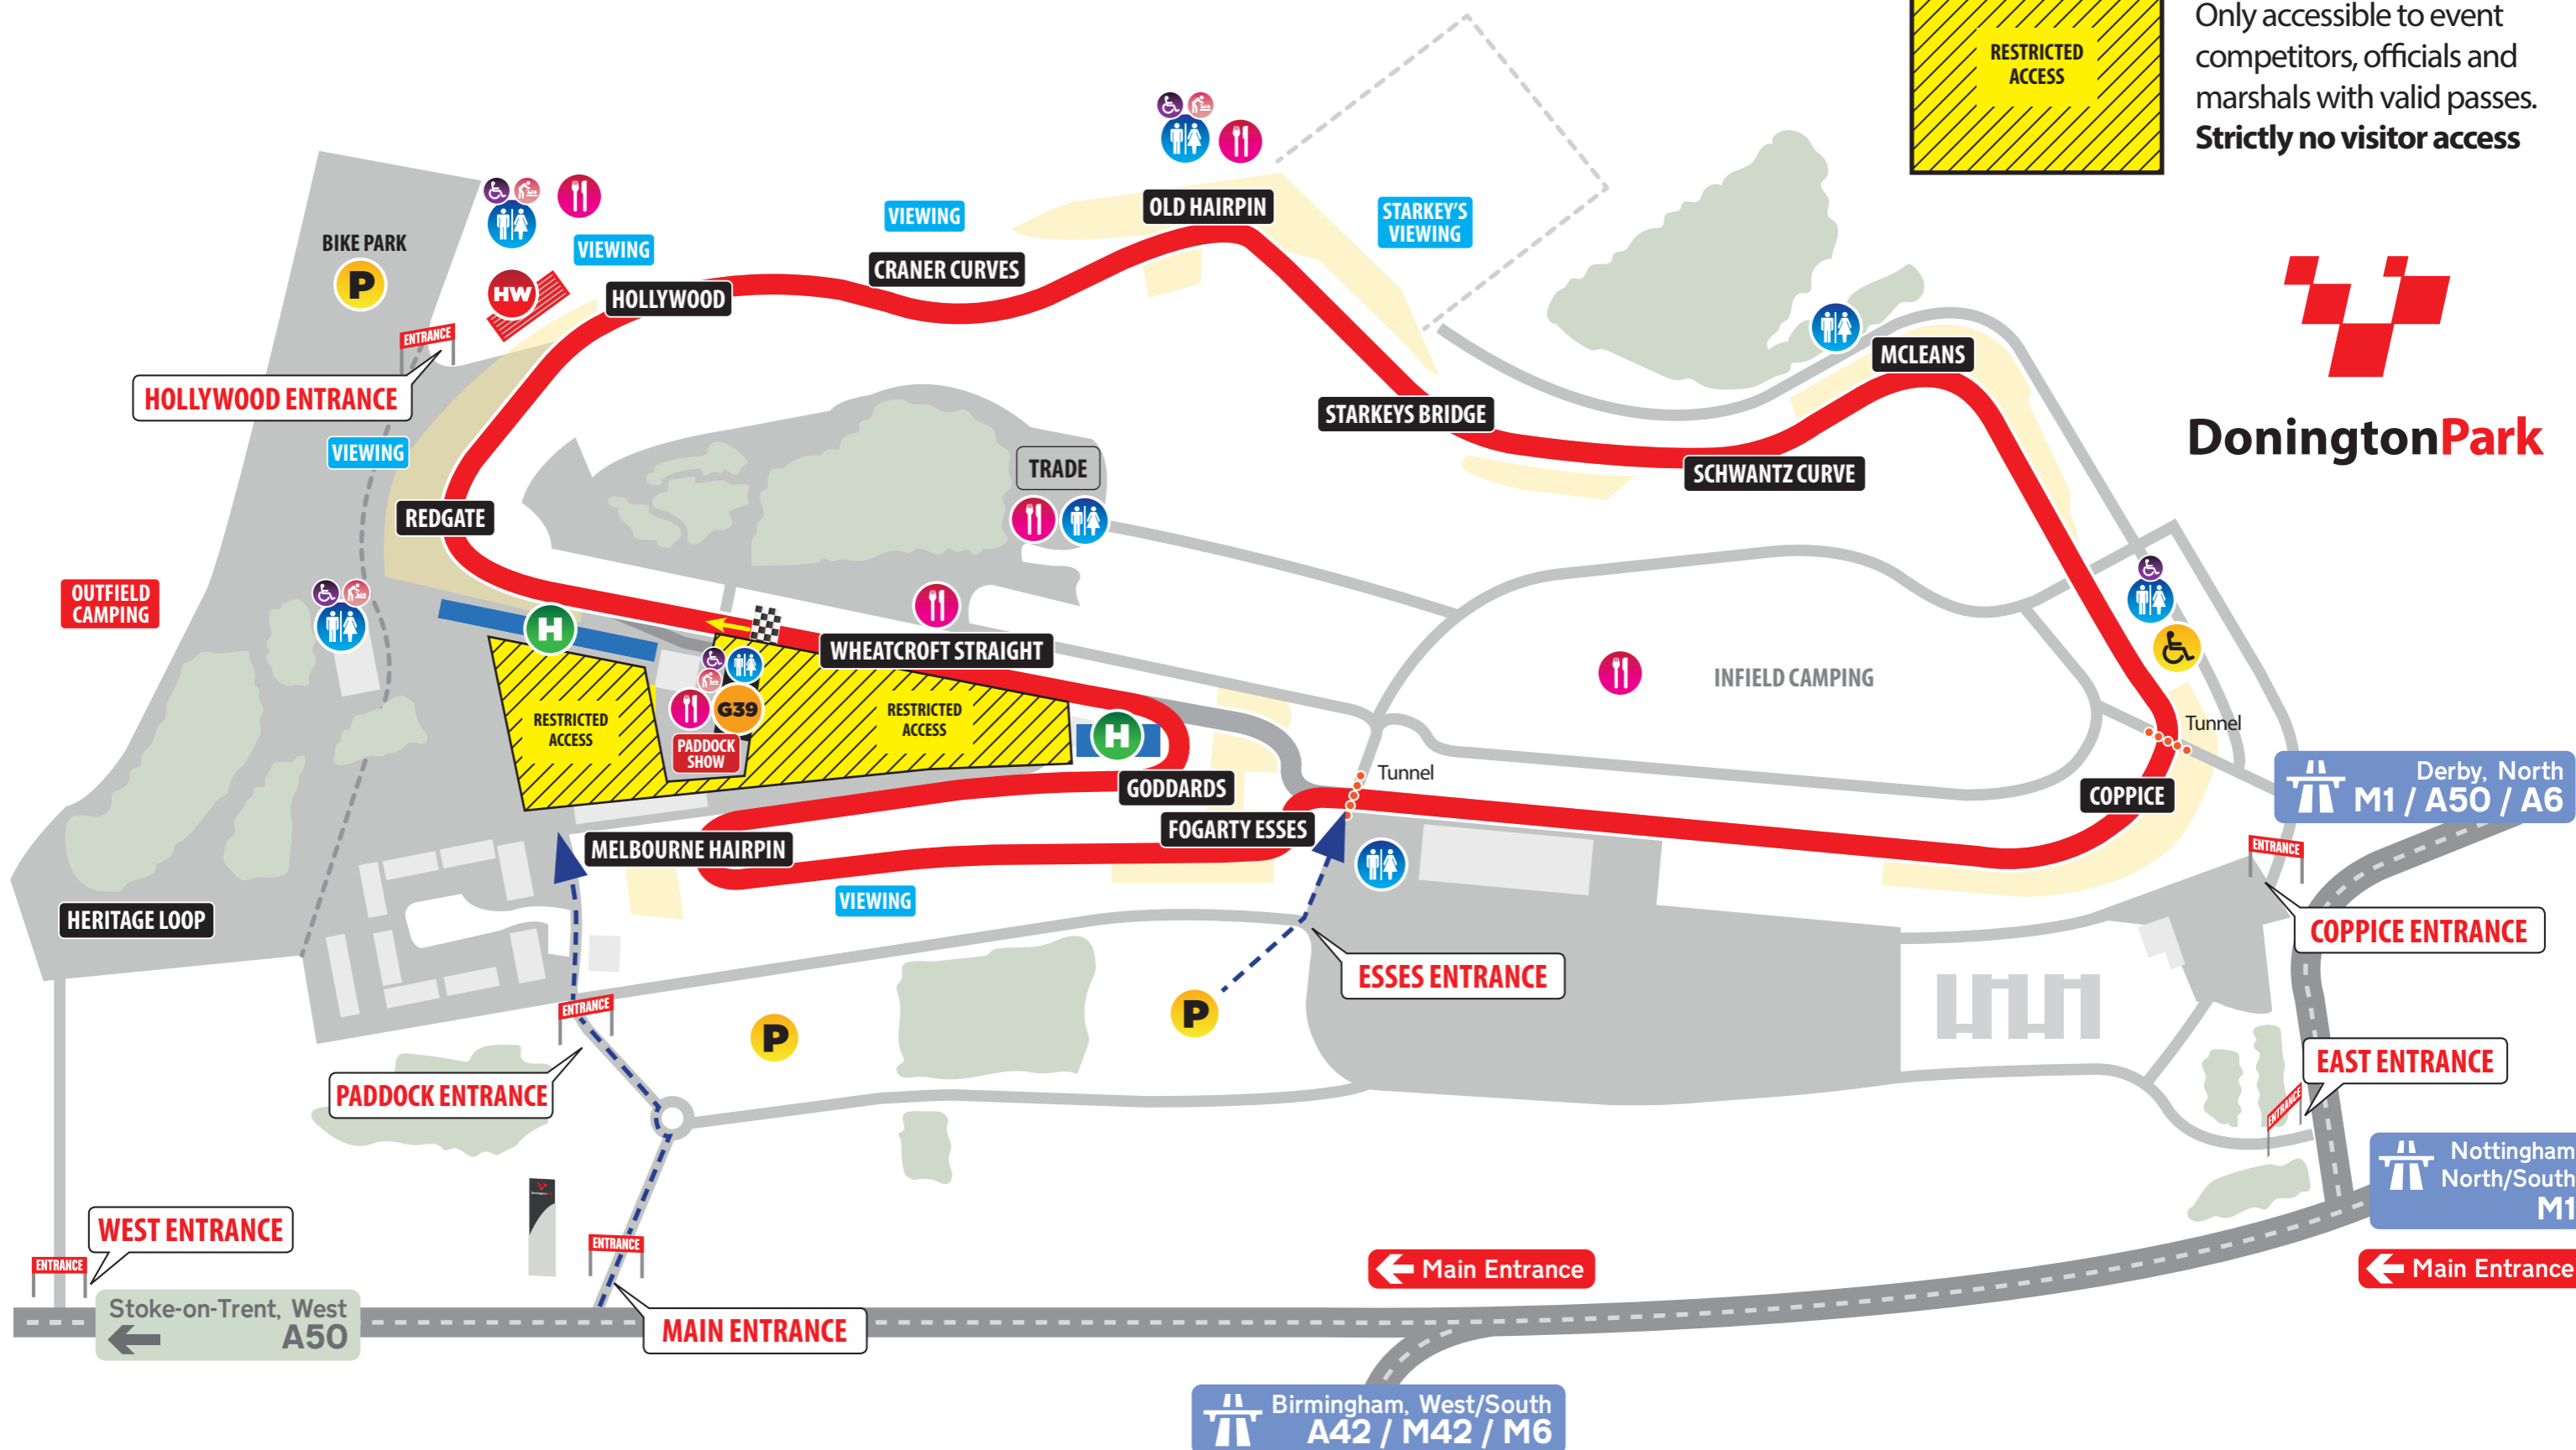 RESTRICTED
ACCESS
Only accessible to event
competitors, officials and
marshals with valid passes.
Strictly no visitor access
DoningtonPark
OLD HAIRPIN
VIEWING
STARKEY'S
VIEWING
BIKE PARK
P
VIEWING
CRANER CURVES
HW
HOLLYWOOD
ENTRANCE
HOLLYWOOD ENTRANCE
MCLEANS
STARKEYS BRIDGE
VIEWING
TRADE
SCHWANTZ CURVE
REDGATE
OUTFIELD
CAMPING
H
WHEATCROFT STRAIGHT
INFIELD CAMPING
RESTRICTED
ACCESS
G39
RESTRICTED
ACCESS
PADDOCK
SHOW
H
Tunnel
Tunnel
GODDARDS
COPPICE
Derby, North
M1 / A50 / A6
FOGARTY ESSES
MELBOURNE HAIRPIN
ENTRANCE
VIEWING
HERITAGE LOOP
COPPICE ENTRANCE
ESSES ENTRANCE
ENTRANCE
P
P
EAST ENTRANCE
ENTRANCE
PADDOCK ENTRANCE
Nottingham
North/South
M1
WEST ENTRANCE
ENTRANCE
ENTRANCE
Main Entrance
Main Entrance
Stoke-on-Trent, West
A50
MAIN ENTRANCE
Birmingham, West/South
A42 / M42 / M6